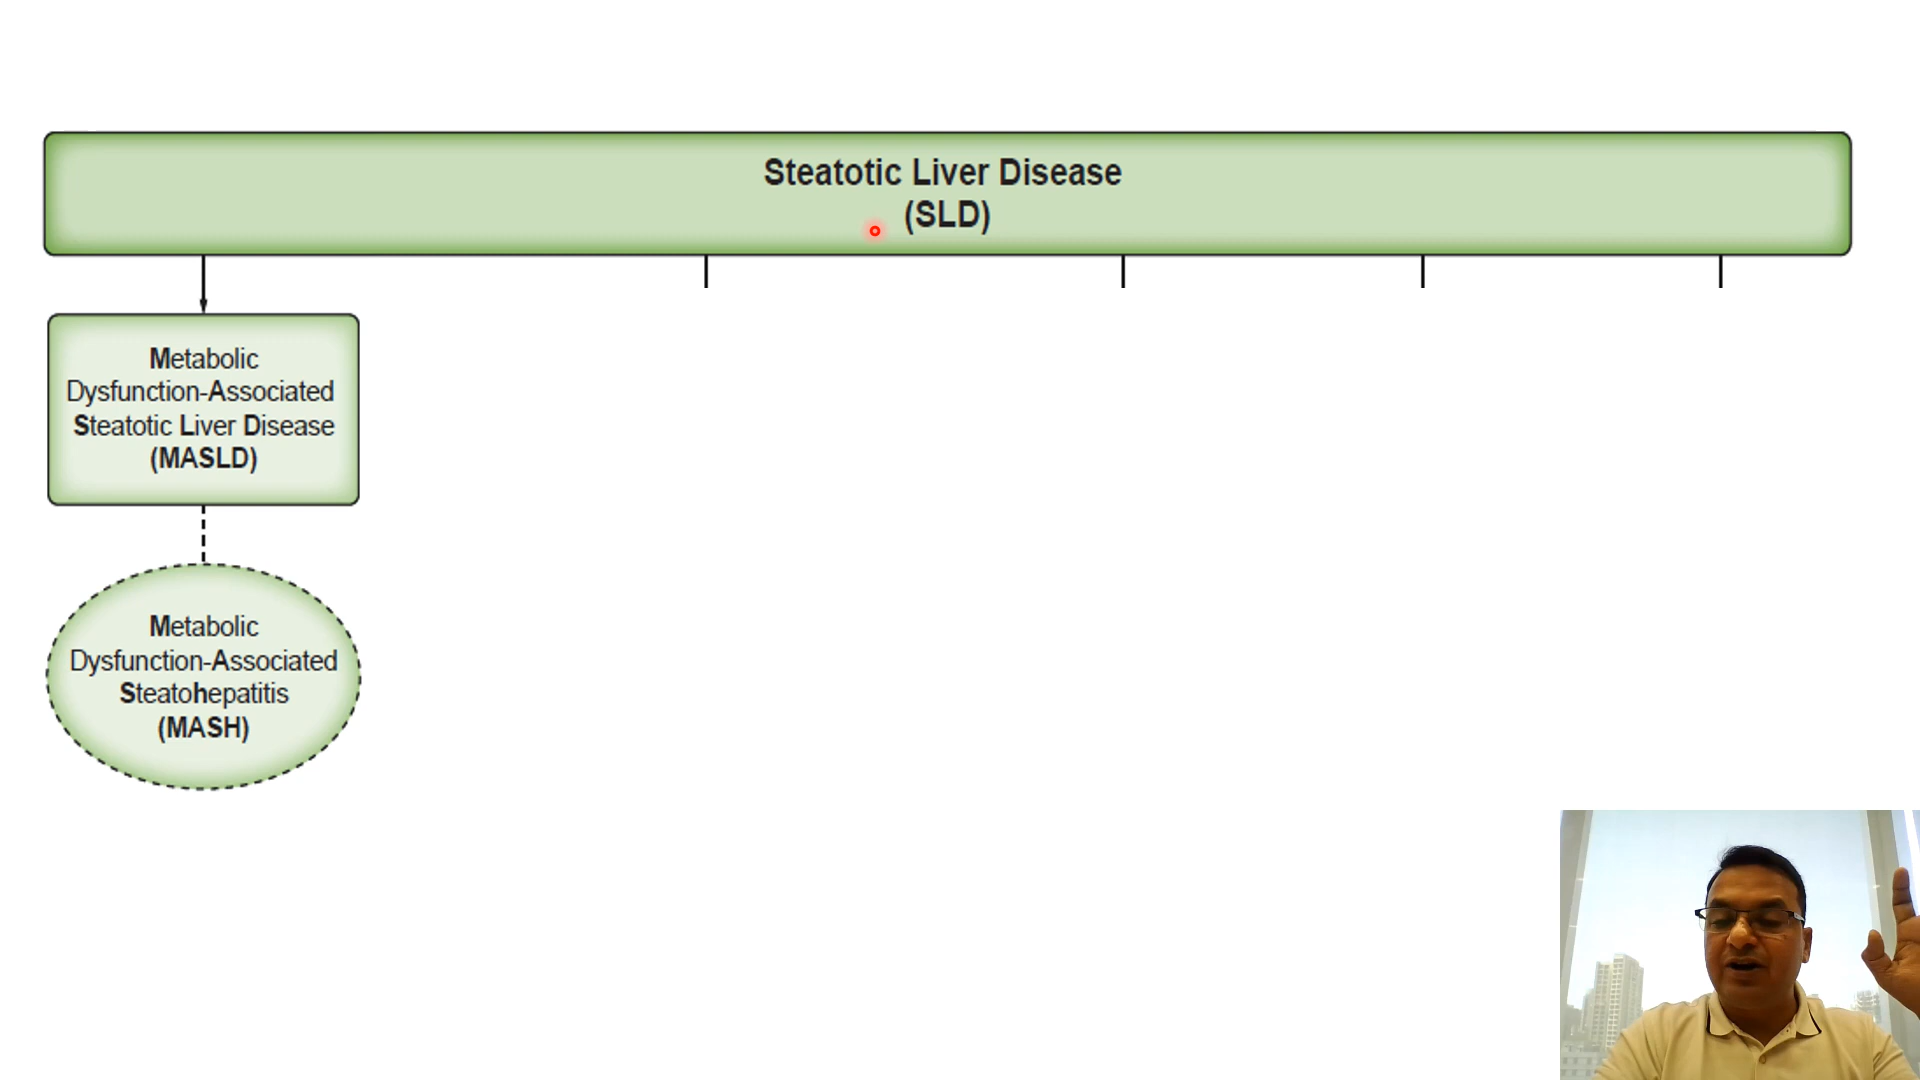 Steatotic Liver Disease
(SLD)
Metabolic
Dysfunction-Associated
Steatotic Liver Disease
(MASLD)
Metabolic
Dysfunction-Associated
Steatohepatitis
(MASH)